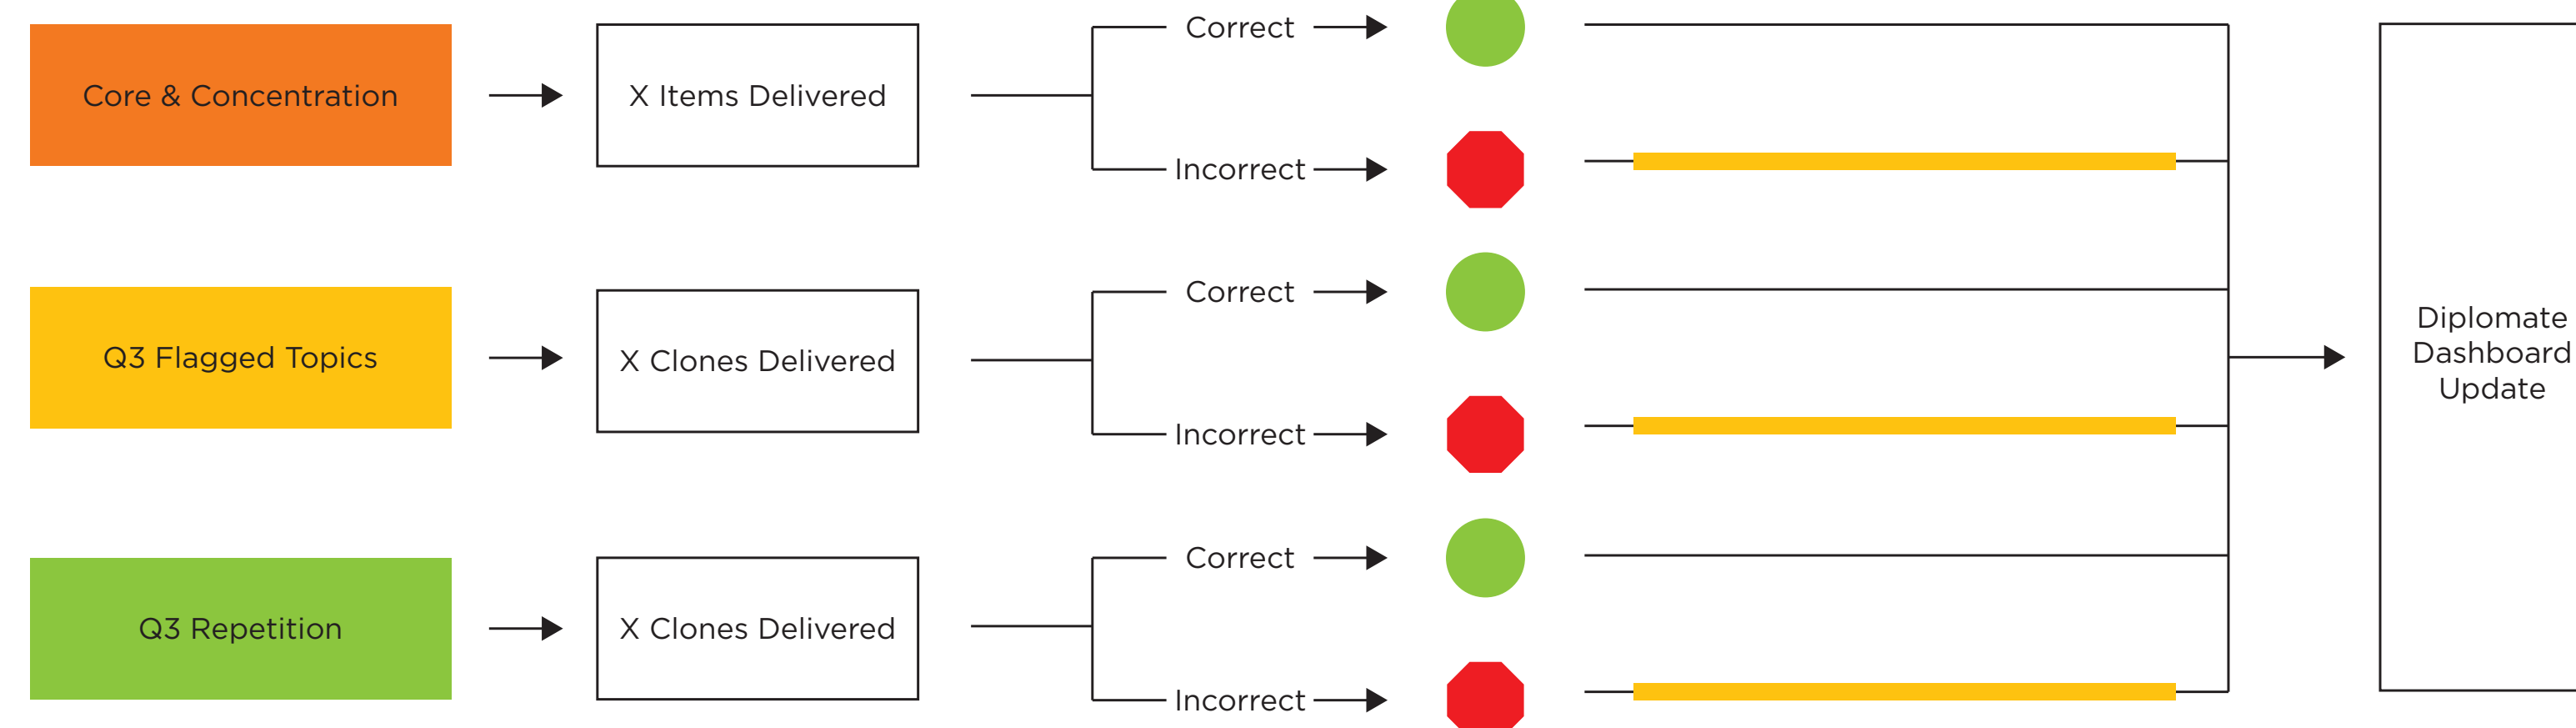 Correct
Core & Concentration
X Items Delivered
Incorrect
Correct
Q3 Flagged Topics
X Clones Delivered
Diplomate
Dashboard
Update
Incorrect
Correct
Q3 Repetition
X Clones Delivered
Incorrect